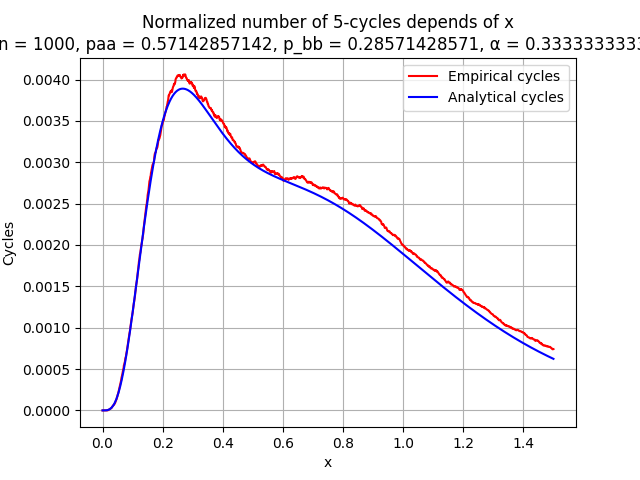 Normalized number of 5-cycles depends of x
n = 1000, paa = 0.57142857142, p_bb = 0.28571428571, α = 0.3333333333
Empirical cycles
Analytical cycles
Cycles
0.0040
0.0035
0.0030
0.0025
0.0020
0.0015
0.0010
0.0005
0.0000
0.0 0.2 0.4 0.6 0.8 1.0 1.2 1.4
x